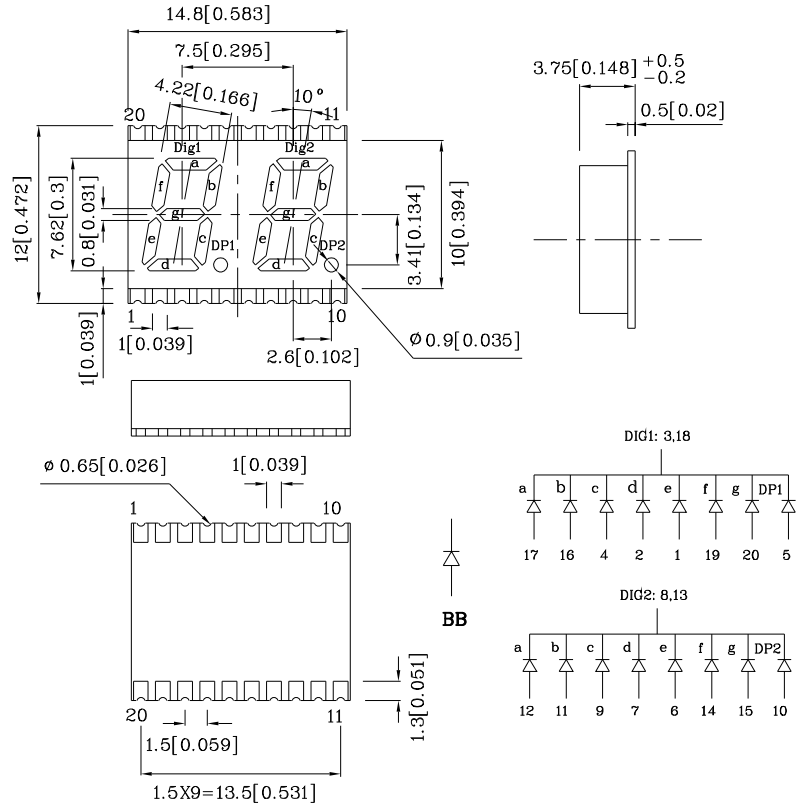 14.8[0.583]
7.5[0.295]
4.22[0.166]
10°
20
11
Dig1
Dig2
a
a
f
b
f
b
g
g
e
c
DP1
e
c
DP2
d
d
12[0.472]
7.62[0.3]
0.8[0.031]
3.41[0.134]
10[0.394]
1
10
1[0.039]
1[0.039]
2.6[0.102]
ø 0.9[0.035]
3.75[0.148] +0.5 −0.2
0.5[0.02]
ø 0.65[0.026]
1[0.039]
1
10
20
11
1.5[0.059]
1.3[0.051]
1.5X9=13.5[0.531]
BB
DIG1: 3,18
a b c d e f g DP1
17 16 4 2 1 19 20 5
DIG2: 8,13
a b c d e f g DP2
12 11 9 7 6 14 15 10